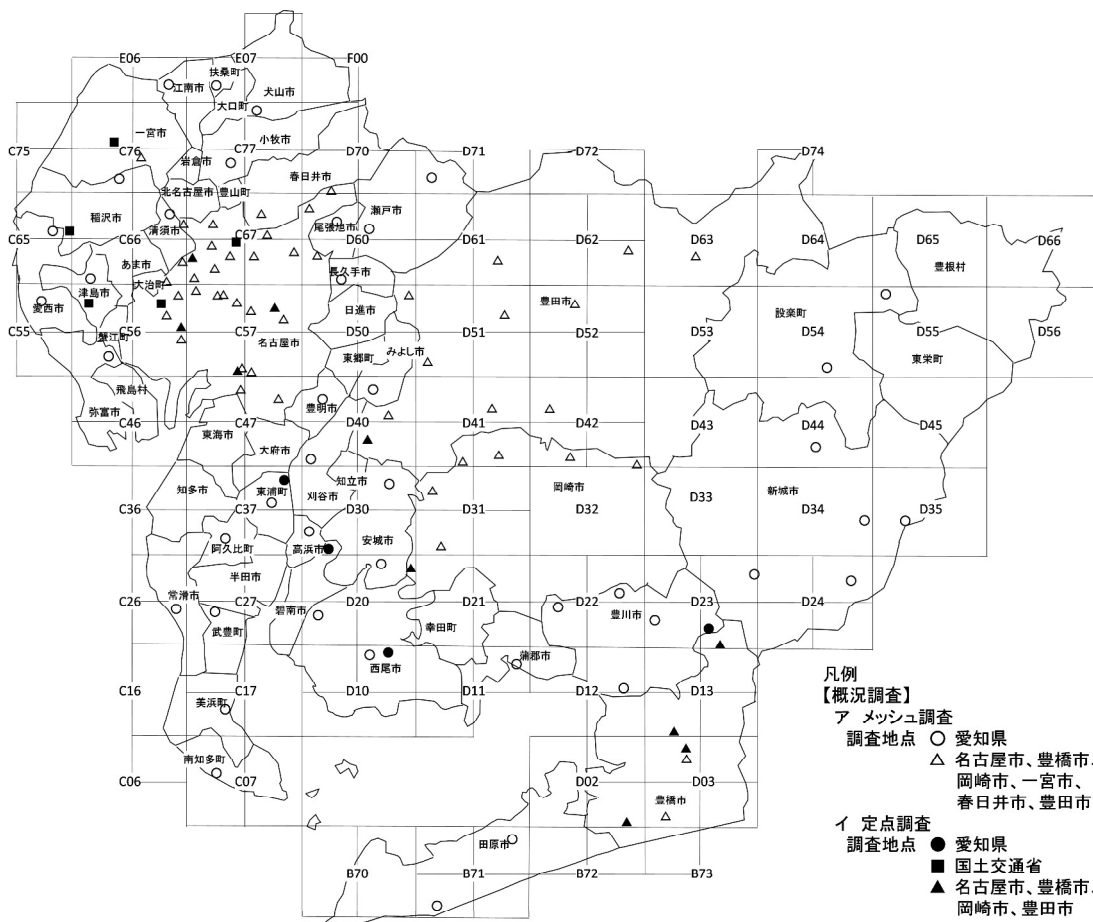 E06 E07 F00
扶桑町
江南市
犬山市
大口町
一宮市
小牧市
C75 C76 C77 D70 D71 D72 D74
岩倉市
春日井市
北名古屋市 豊山町
瀬戸市
稲沢市
尾張旭市
清須市
C65 C66 C67 D60 D61 D62 D63 D64 D65 D66
あま市
豊根村
長久手市
大治町
津島市
豊田市
愛西市
日進市
設楽町
C55 C56 C57 D50 D51 D52 D53 D54 D55 D56
蟹江町
名古屋市
東郷町
みよし市
東栄町
飛島村
弥富市
豊明市
C46 C47 D40 D41 D42 D43 D44 D45
東海市
大府市
知多市
東浦町
刈谷市
知立市
岡崎市
新城市
D33
C36 C37 D30 D31 D32 D34 D35
安城市
阿久比町
高浜市
半田市
常滑市
C26 C27 D20 D21 D23 D24
碧南市
豊川市
武豊町
幸田町
蒲郡市
西尾市
C16 C17 D10 D11 D12 D13
美浜町
南知多町
C06 C07 D02 D03
豊橋市
田原市
B70 B71 B72 B73
凡例
【概況調査】
ア メッシュ調査
調査地点 ○ 愛知県
△ 名古屋市、豊橋市、
岡崎市、一宮市、
春日井市、豊田市
イ 定点調査
調査地点 ● 愛知県
■ 国土交通省
▲ 名古屋市、豊橋市、
岡崎市、豊田市